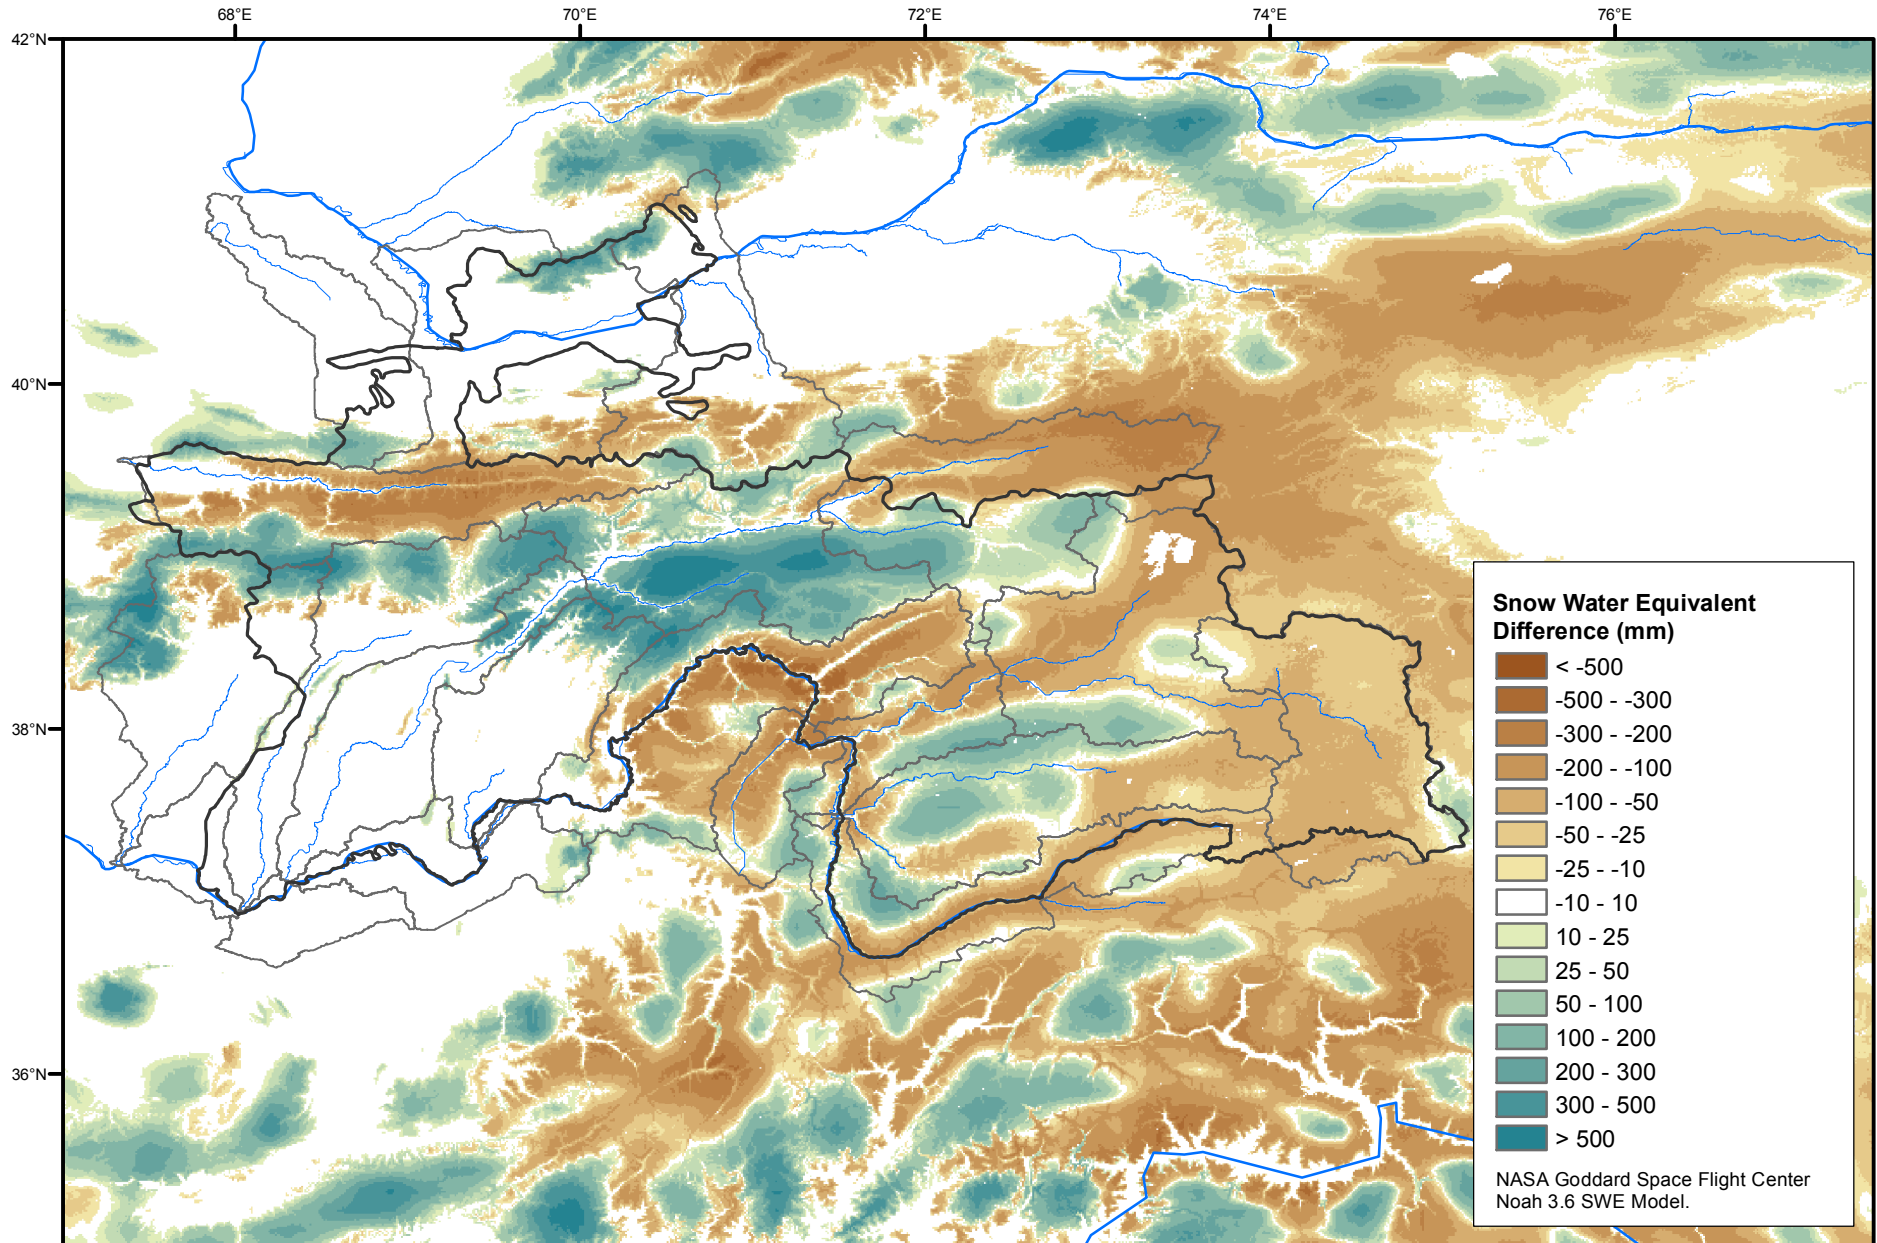 68°E
70°E
72°E
74°E
76°E
42°N
40°N
38°N
36°N
Snow Water Equivalent
Difference (mm)
< -500
-500 - -300
-300 - -200
-200 - -100
-100 - -50
-50 - -25
-25 - -10
-10 - 10
10 - 25
25 - 50
50 - 100
100 - 200
200 - 300
300 - 500
> 500
NASA Goddard Space Flight Center
Noah 3.6 SWE Model.